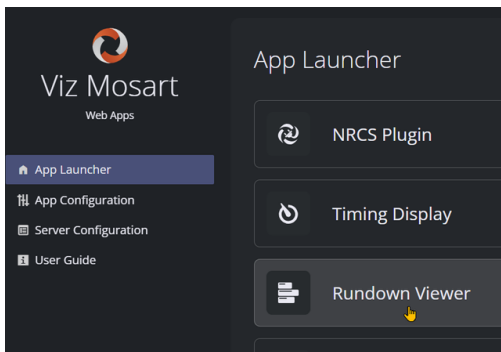 Viz Mosart
Web Apps
App Launcher
App Configuration
Server Configuration
User Guide
App Launcher
NRCS Plugin
Timing Display
Rundown Viewer